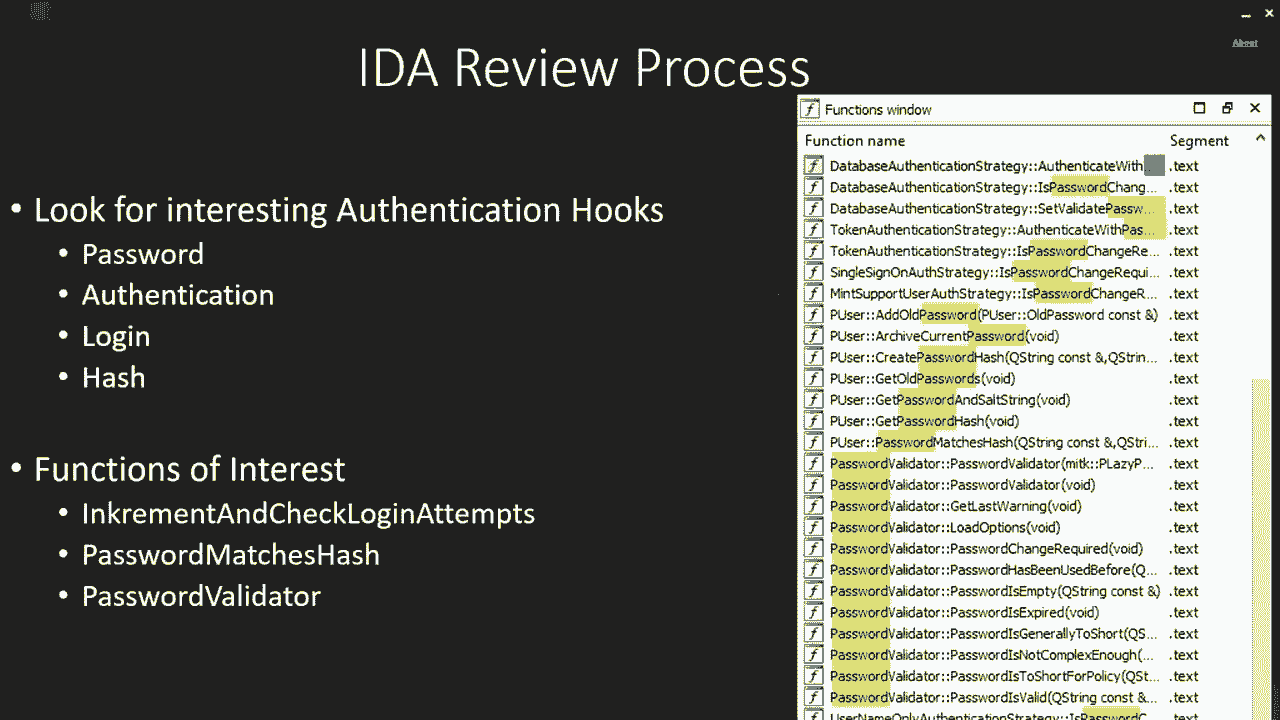 About
IDA Review Process
• Look for interesting Authentication Hooks
• Password
• Authentication
• Login
• Hash
• Functions of Interest
• InkrementAndCheckLoginAttempts
• PasswordMatchesHash
• PasswordValidator
Functions window
Function name Segment
DatabaseAuthenticationStrategy::AuthenticateWith... .text
DatabaseAuthenticationStrategy::IsPasswordChang... .text
DatabaseAuthenticationStrategy::SetValidatePassw... .text
TokenAuthenticationStrategy::AuthenticateWithPas... .text
TokenAuthenticationStrategy::IsPasswordChangeRe... .text
SingleSignOnAuthStrategy::IsPasswordChangeRequi... .text
MintSupportUserAuthStrategy::IsPasswordChangeR... .text
PUser::AddOldPassword(PUser::OldPassword const &) .text
PUser::ArchiveCurrentPassword(void) .text
PUser::CreatePasswordHash(QString const &,QStrin... .text
PUser::GetOldPasswords(void) .text
PUser::GetPasswordAndSaltString(void) .text
PUser::GetPasswordHash(void) .text
PUser::PasswordMatchesHash(QString const &,QStri... .text
PasswordValidator::PasswordValidator(mitk::PLazyP... .text
PasswordValidator::PasswordValidator(void) .text
PasswordValidator::GetLastWarning(void) .text
PasswordValidator::LoadOptions(void) .text
PasswordValidator::PasswordChangeRequired(void) .text
PasswordValidator::PasswordHasBeenUsedBefore(Q... .text
PasswordValidator::PasswordIsEmpty(QString const &) .text
PasswordValidator::PasswordIsExpired(void) .text
PasswordValidator::PasswordIsGenerallyToShort(QS... .text
PasswordValidator::PasswordIsNotComplexEnough(... .text
PasswordValidator::PasswordIsToShortForPolicy(QSt... .text
PasswordValidator::PasswordIsValid(QString const &... .text
UserNameOnlyAuthenticationStrategy::IsPasswordC... .text